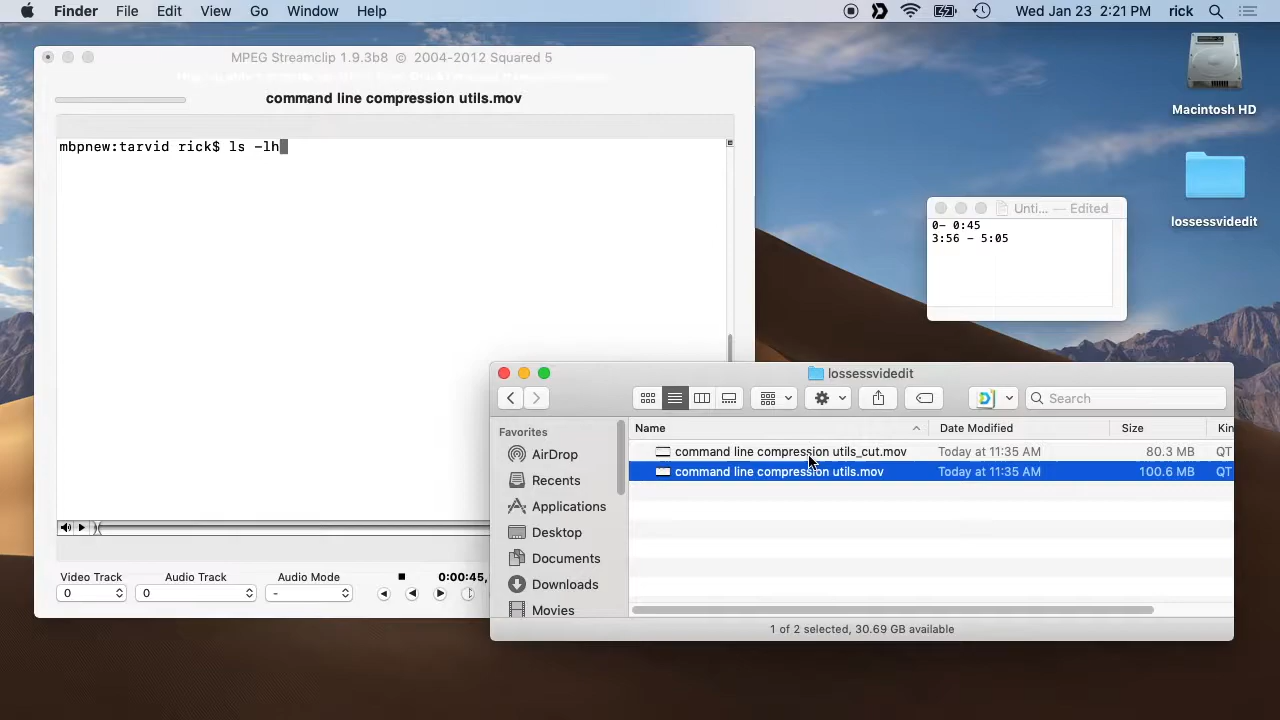 Finder File Edit View Go Window Help Wed Jan 23 2:21 PM rick
MPEG Streamclip 1.9.3b8 © 2004-2012 Squared 5
command line compression utils.mov
mbpnew:tarvid rick$ ls -lh
Macintosh HD
lossessvidedit
Unti... — Edited
0- 0:45
3:56 - 5:05
lossessvidedit
Search
Favorites
AirDrop
Recents
Applications
Desktop
Documents
Downloads
Movies
Name Date Modified Size Kin
command line compression utils_cut.mov Today at 11:35 AM 80.3 MB QT
command line compression utils.mov Today at 11:35 AM 100.6 MB QT
1 of 2 selected, 30.69 GB available
Video Track Audio Track Audio Mode 0:00:45,
0 0 -